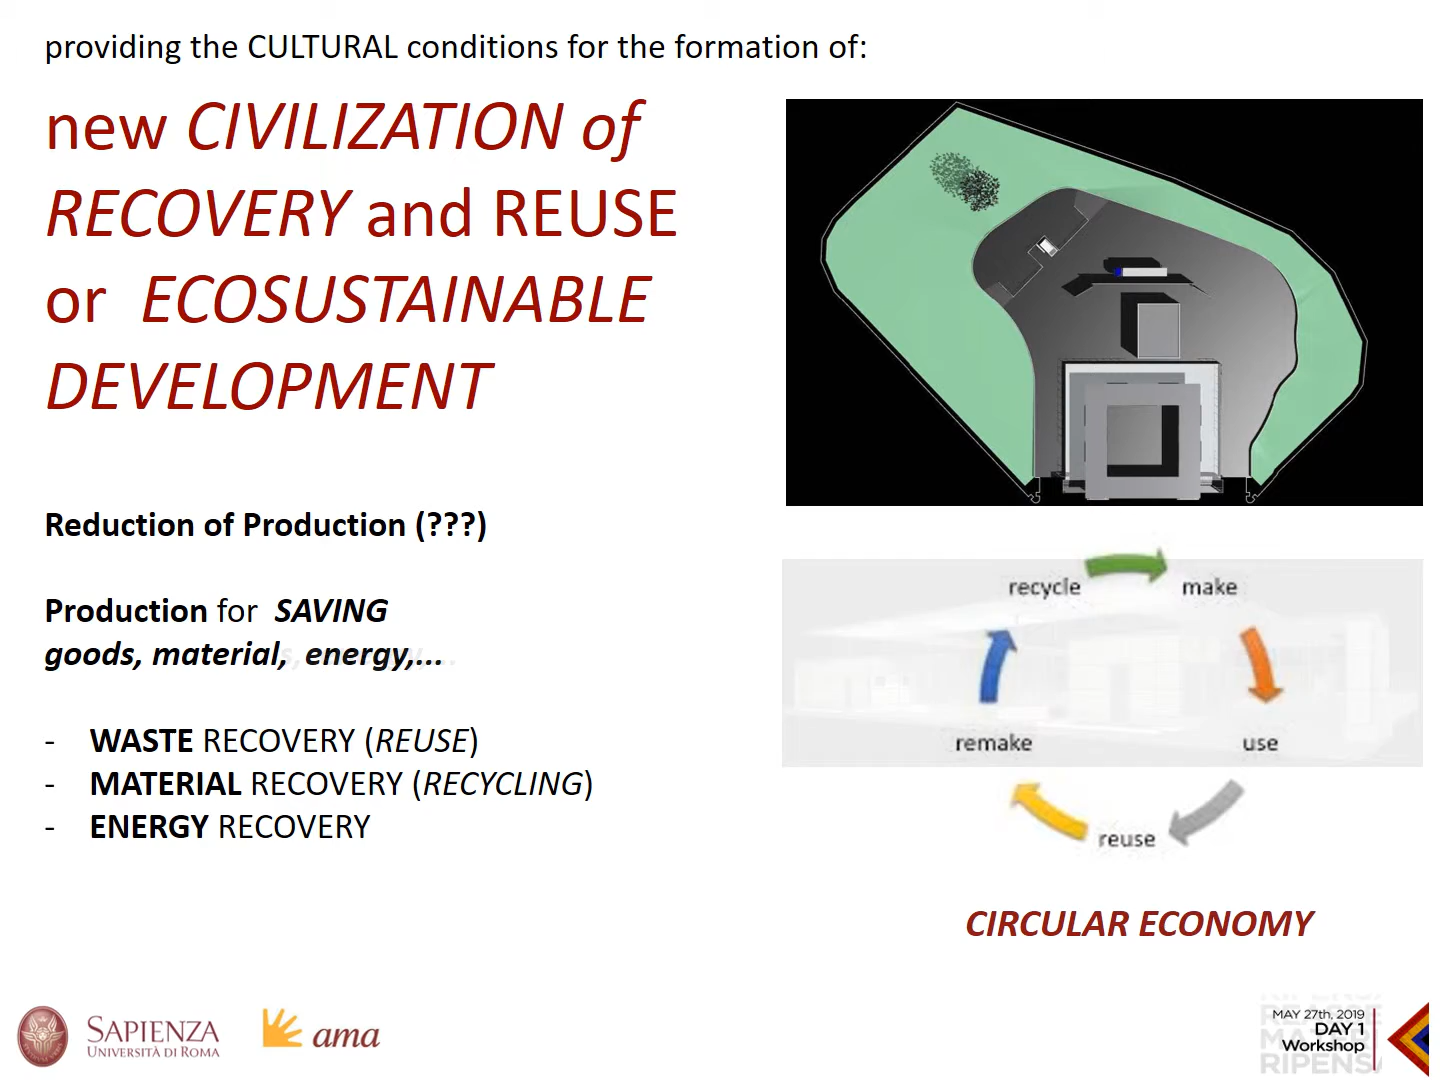 providing the CULTURAL conditions for the formation of:
new CIVILIZATION of
RECOVERY and REUSE
or ECOSUSTAINABLE
DEVELOPMENT
Reduction of Production (???)
Production for SAVING
goods, material, energy,...
- WASTE RECOVERY (REUSE)
- MATERIAL RECOVERY (RECYCLING)
- ENERGY RECOVERY
recycle
make
remake
use
reuse
CIRCULAR ECONOMY
SAPIENZA
UNIVERSITÀ DI ROMA
ama
MAY 27th, 2019
DAY 1
Workshop